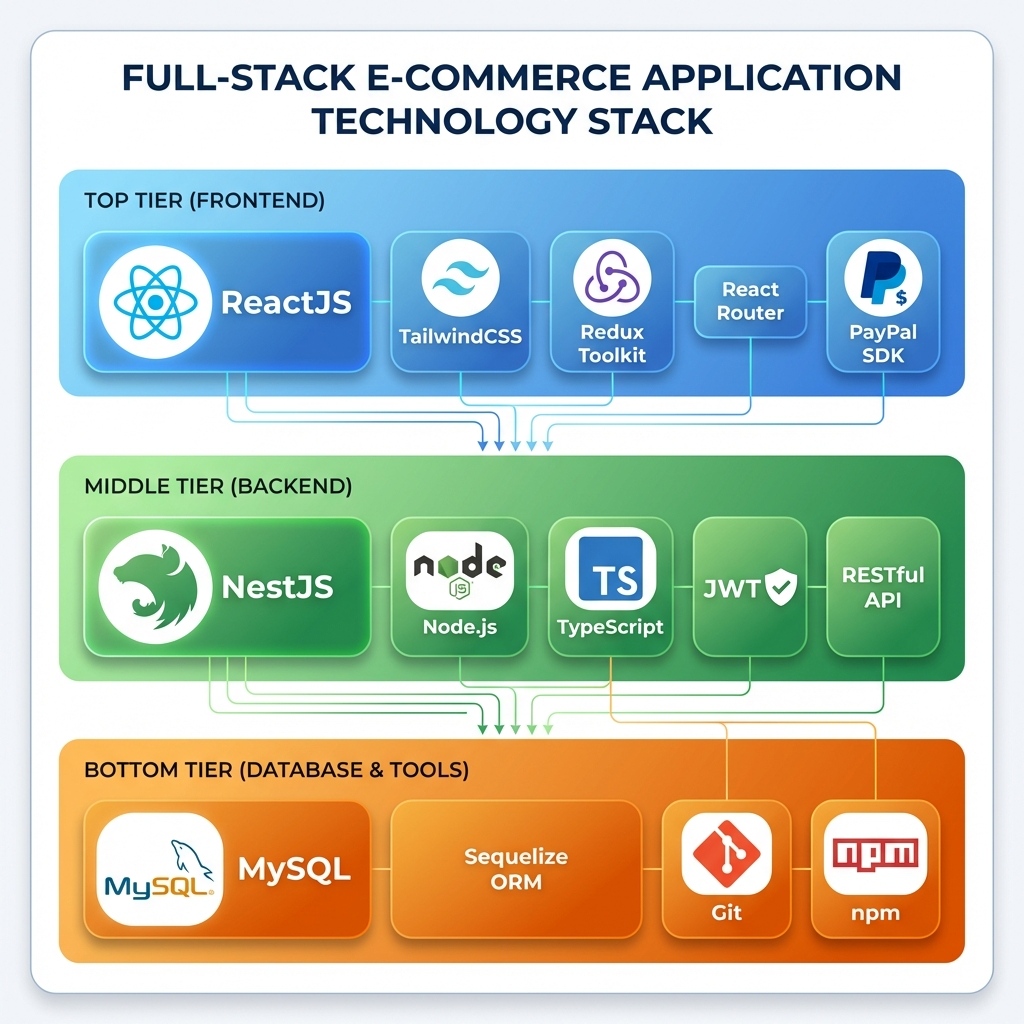 FULL-STACK E-COMMERCE APPLICATION
TECHNOLOGY STACK
TOP TIER (FRONTEND)
ReactJS
TailwindCSS
Redux
Toolkit
React
Router
$
PayPal
SDK
MIDDLE TIER (BACKEND)
NestJS
node
JS
Node.js
TS
TypeScript
JWT
RESTful
API
BOTTOM TIER (DATABASE & TOOLS)
MySQL
MySQL
Sequelize
ORM
Git
npm
npm